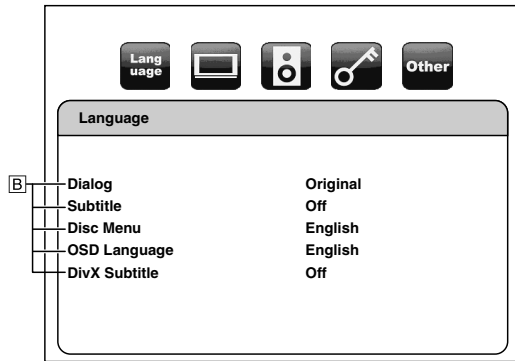 Lang
uage
Other
Language
B
Dialog Original
Subtitle Off
Disc Menu English
OSD Language English
DivX Subtitle Off